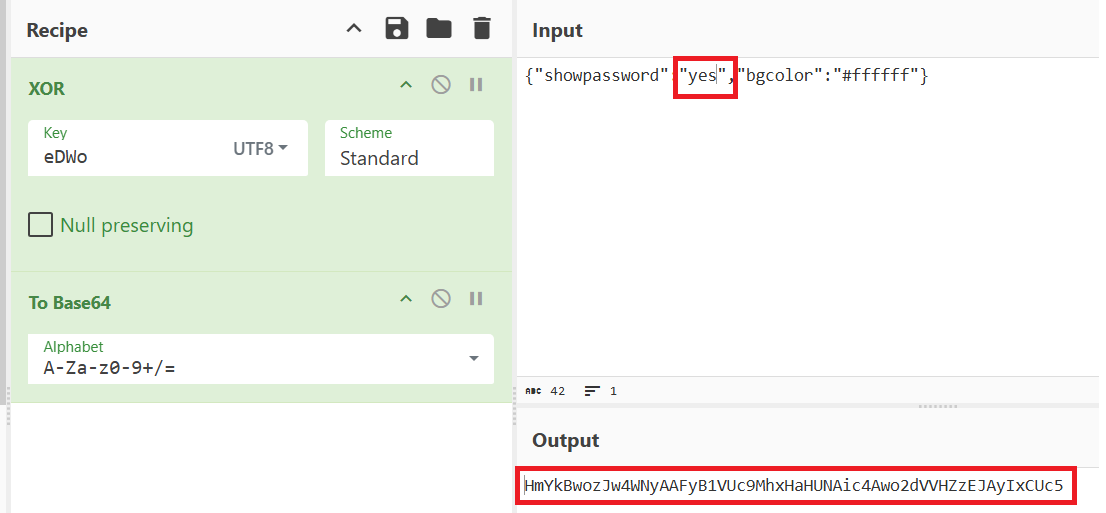 Recipe
XOR
Key
eDWo
UTF8
Scheme
Standard
Null preserving
To Base64
Alphabet
A-Za-z0-9+/=
Input
{"showpassword":"yes","bgcolor":"#ffffff"}
ABC 42 1
Output
HmYkBwozJw4WNyAAFyB1VUc9MhxHaHUNAic4Awo2dVVHZzEJAyIxCUc5